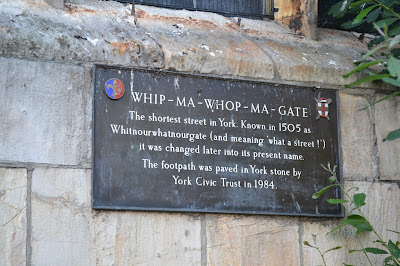 WHIP-MA-WHOP-MA-GATE
The shortest street in York. Known in 1505 as
Whitnourwhatnourgate (and meaning 'what a street!')
it was changed later into its present name.
The footpath was paved in York stone by
York Civic Trust in 1984.